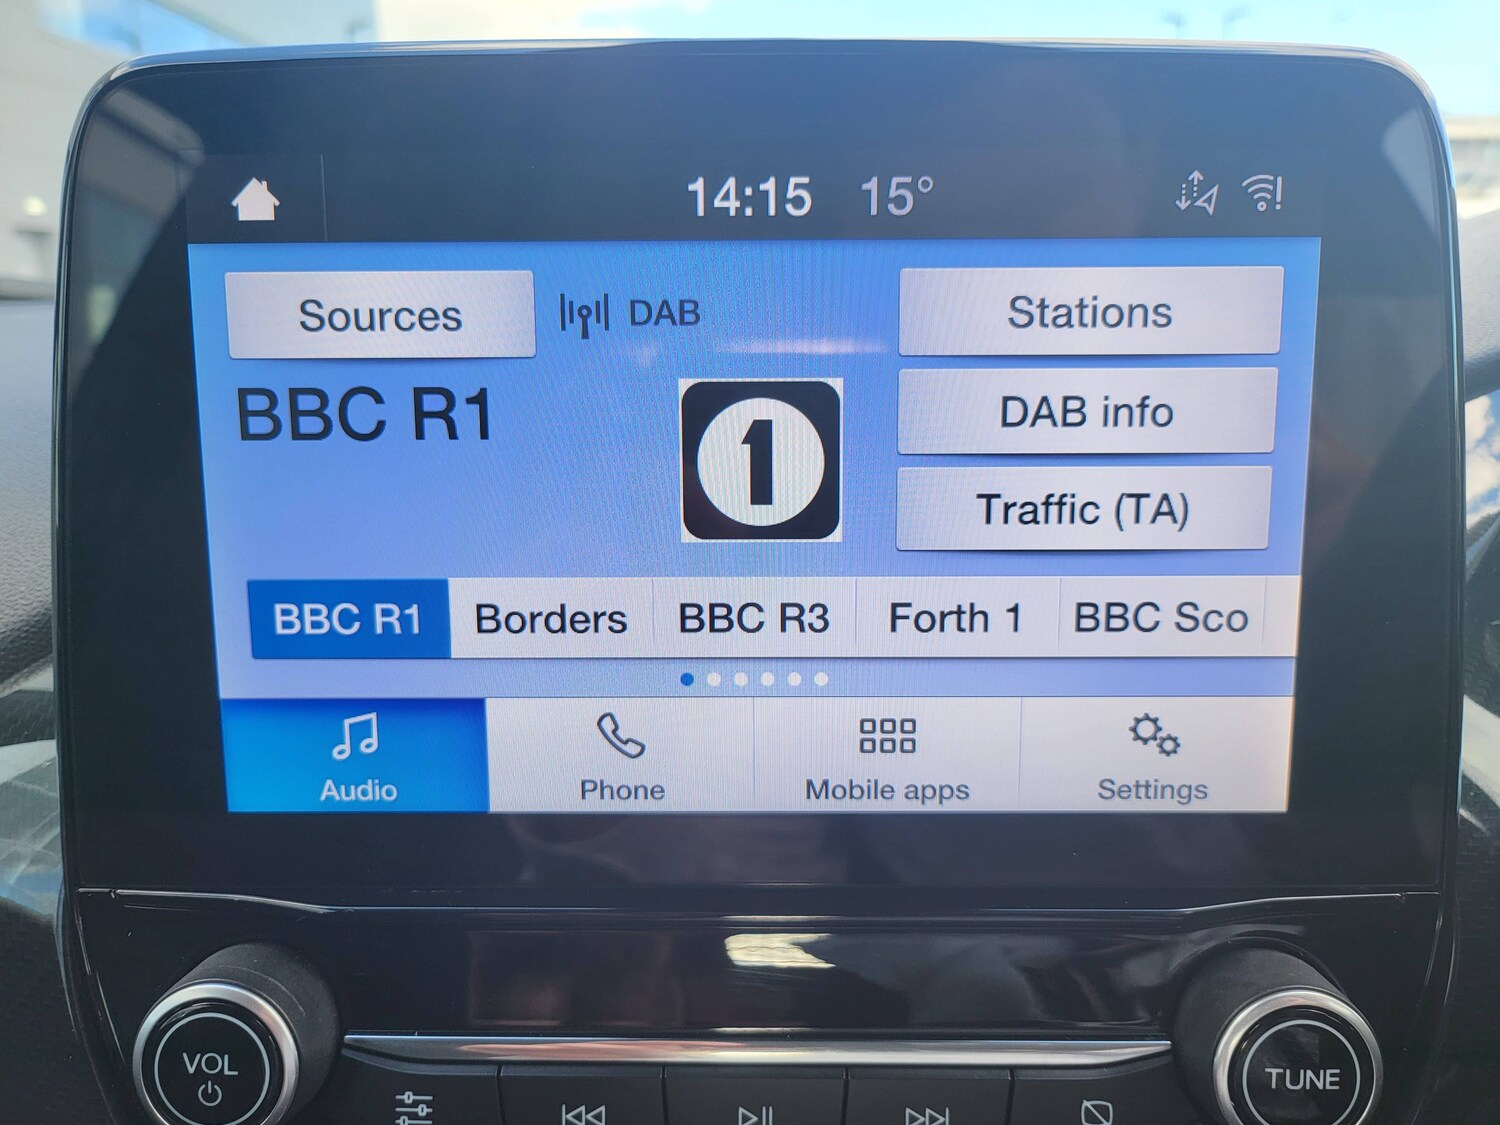 14:15 15°
Sources
DAB
Stations
BBC R1
1
DAB info
Traffic (TA)
BBC R1 Borders BBC R3 Forth 1 BBC Sco
Audio Phone Mobile apps Settings
VOL
TUNE